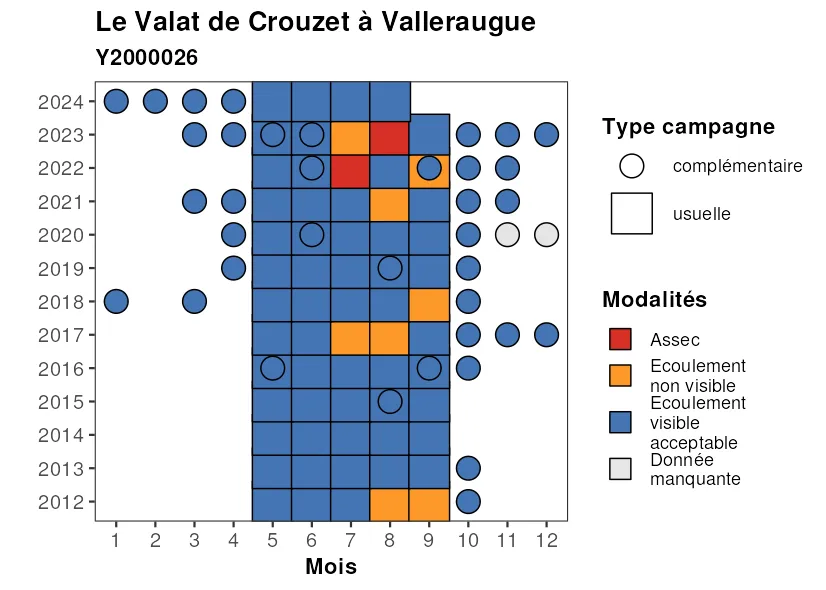 Le Valat de Crouzet à Valleraugue
Y2000026
2024
2023
2022
2021
2020
2019
2018
2017
2016
2015
2014
2013
2012
1 2 3 4 5 6 7 8 9 10 11 12
Mois
Type campagne
complémentaire
usuelle
Modalités
Assec
Ecoulement
non visible
Ecoulement
visible
acceptable
Donnée
manquante